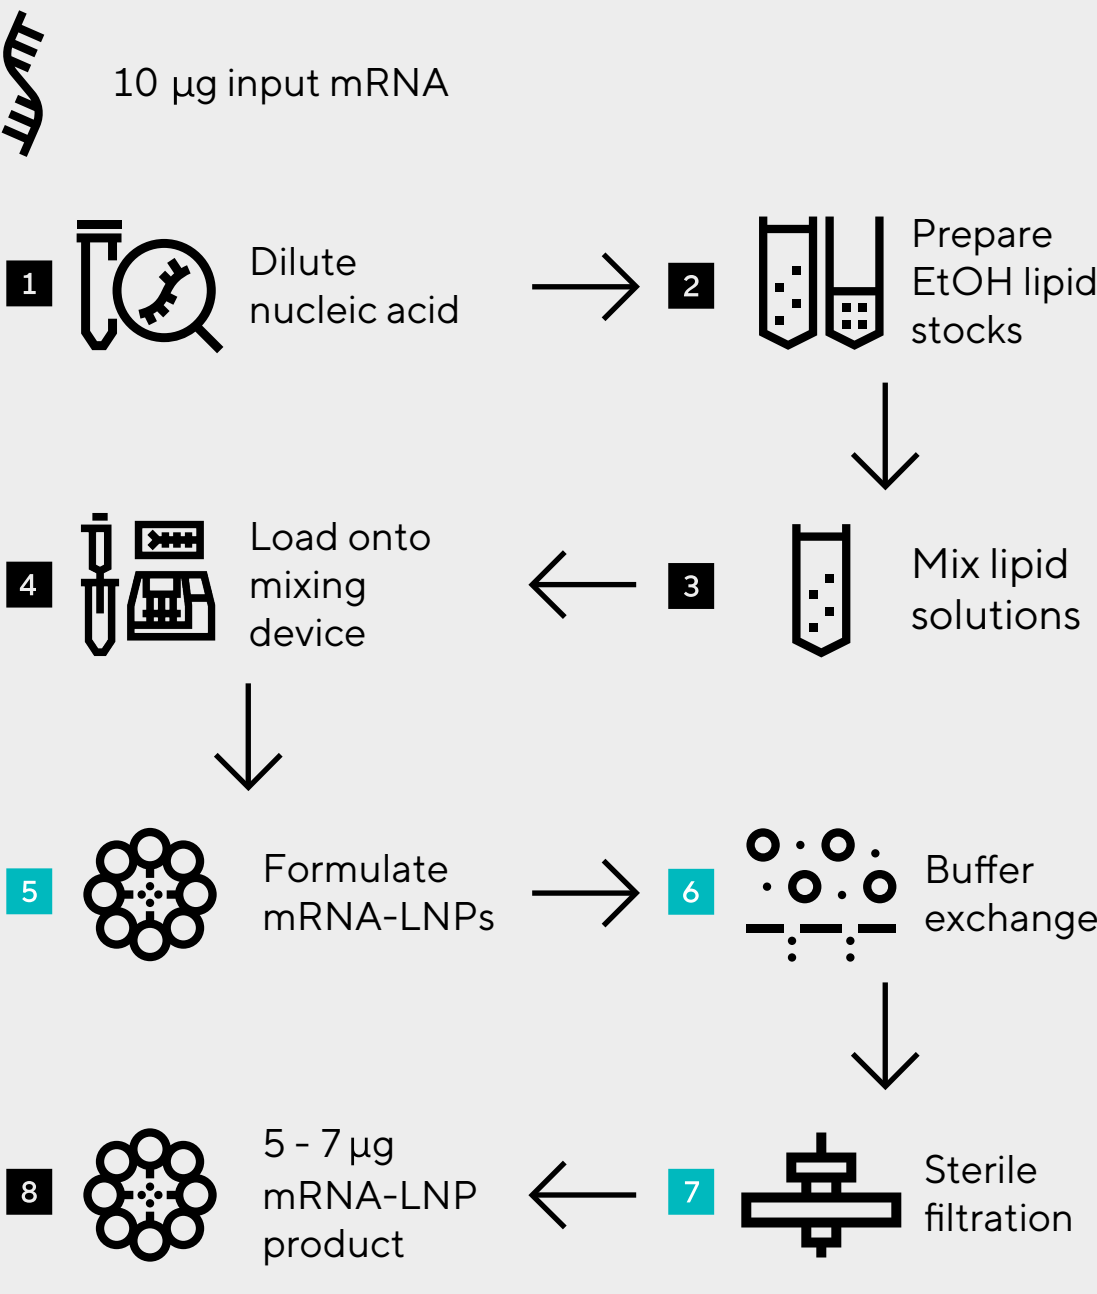 10 µg input mRNA
1
Dilute
nucleic acid
2
Prepare
EtOH lipid
stocks
3
Mix lipid
solutions
4
Load onto
mixing
device
5
Formulate
mRNA-LNPs
6
Buffer
exchange
7
Sterile
filtration
8
5 - 7 µg
mRNA-LNP
product